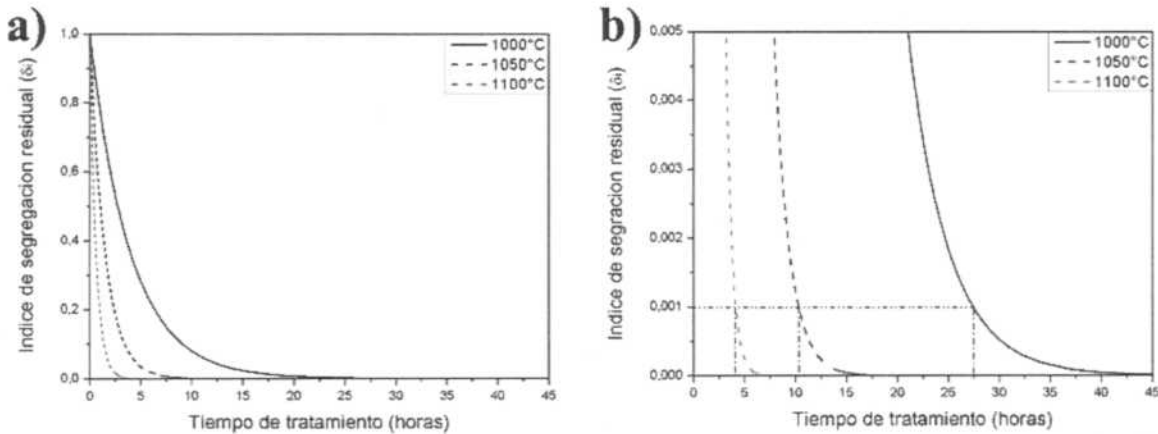 a)
1,0
0,8
0,6
0,4
0,2
0,0
Indice de segregacion residual (δi)
1000°C
1050°C
1100°C
0 5 10 15 20 25 30 35 40 45
Tiempo de tratamiento (horas)
b)
0,005
0,004
0,003
0,002
0,001
0,000
Indice de segracion residual (δi)
1000°C
1050°C
1100°C
0 5 10 15 20 25 30 35 40 45
Tiempo de tratamiento (horas)